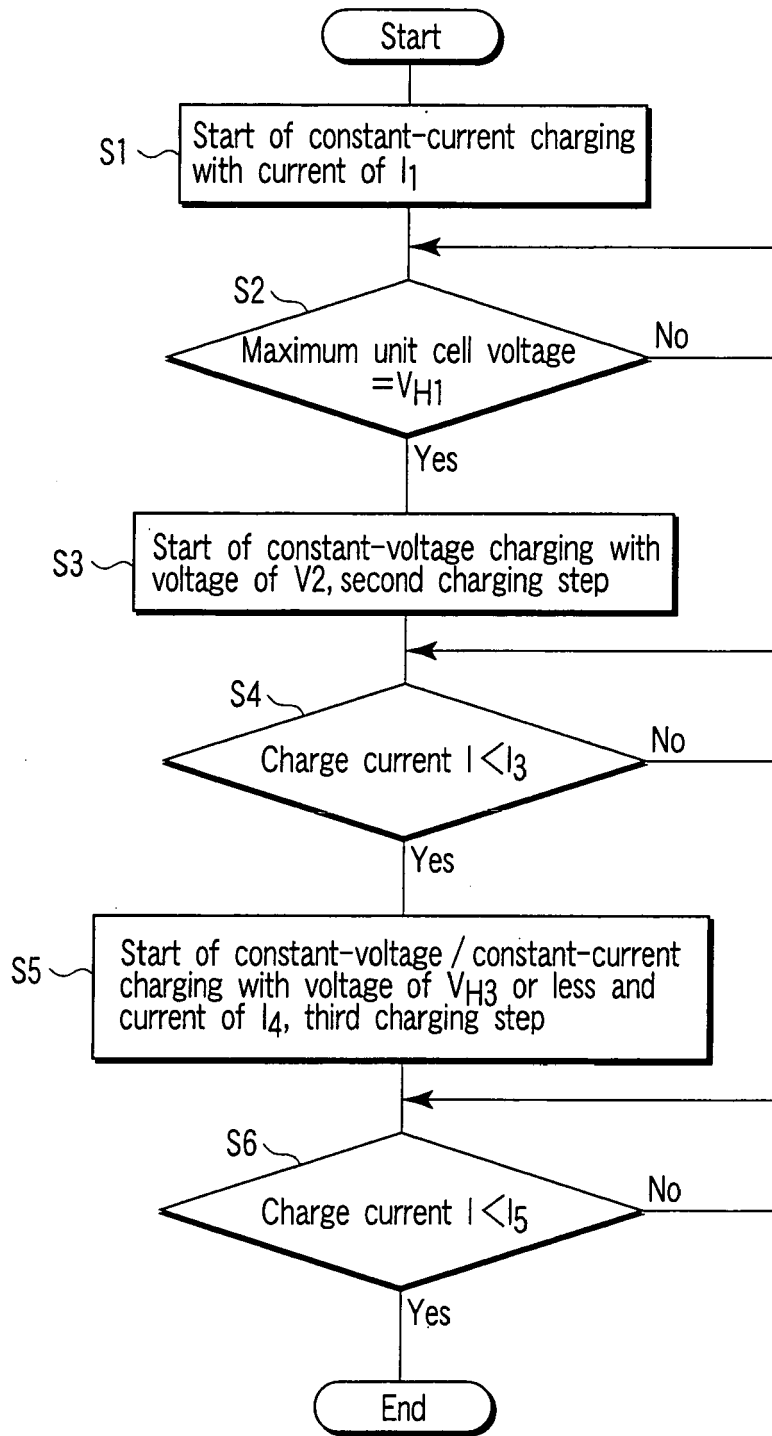 Start
S1
Start of constant-current charging
with current of I1
S2
Maximum unit cell voltage
=VH1
No
Yes
S3
Start of constant-voltage charging with
voltage of V2, second charging step
S4
Charge current I<I3
No
Yes
S5
Start of constant-voltage / constant-current
charging with voltage of VH3 or less and
current of I4, third charging step
S6
Charge current I<I5
No
Yes
End